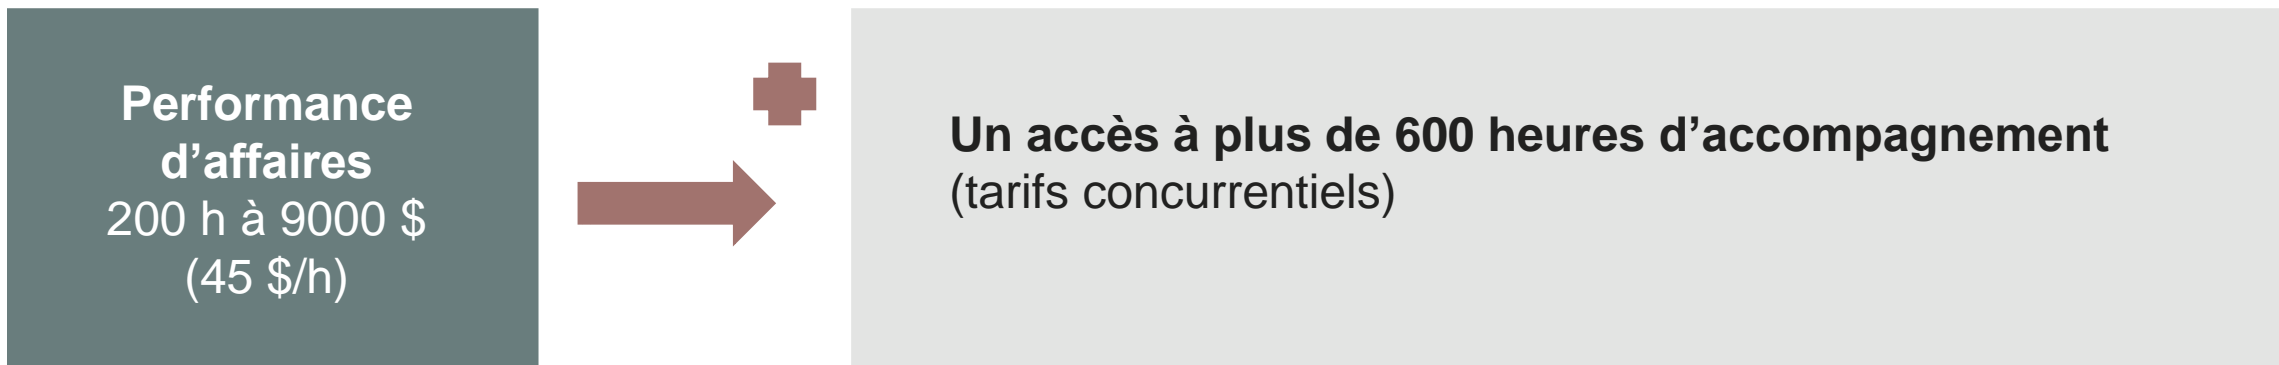 Performance
d’affaires
200 h à 9000 $
(45 $/h)
Un accès à plus de 600 heures d’accompagnement
(tarifs concurrentiels)